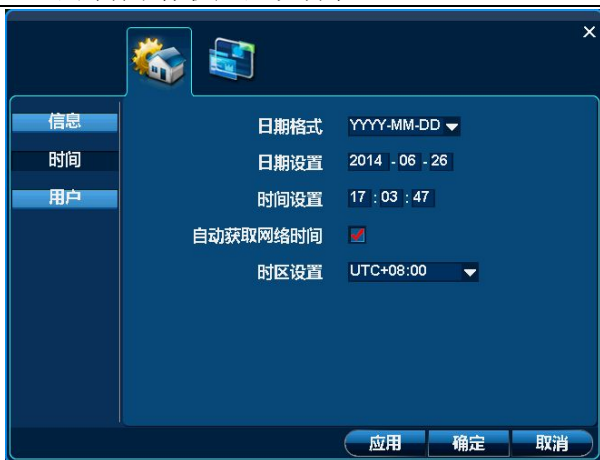 信息
时间
用户
日期格式 YYYY-MM-DD
日期设置 2014 - 06 - 26
时间设置 17 : 03 : 47
自动获取网络时间
时区设置 UTC+08:00
应用 确定 取消